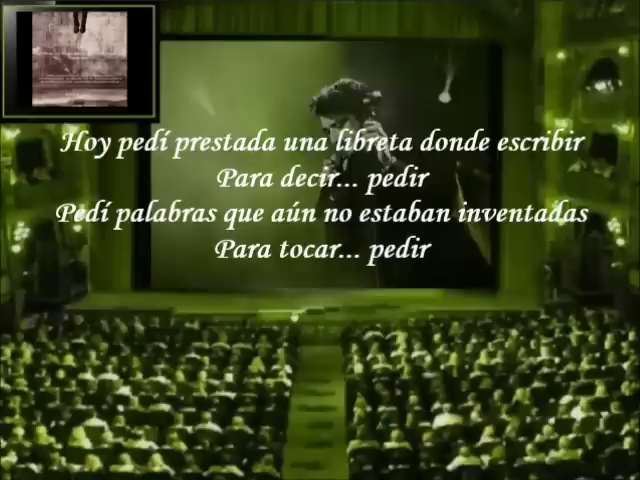 Hoy pedí prestada una libreta donde escribir
Para decir... pedir
Pedí palabras que aún no estaban inventadas
Para tocar... pedir